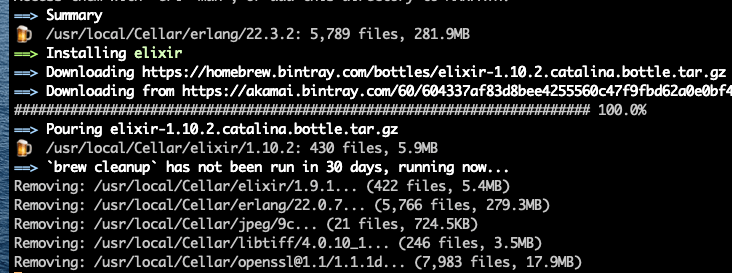 ==> Summary
🍺 /usr/local/Cellar/erlang/22.3.2: 5,789 files, 281.9MB
==> Installing elixir
==> Downloading https://homebrew.bintray.com/bottles/elixir-1.10.2.catalina.bottle.tar.gz
==> Downloading from https://akamai.bintray.com/60/604337af83d8bee4255560c47f9fbd62a0e0bf4
######################################################################## 100.0%
==> Pouring elixir-1.10.2.catalina.bottle.tar.gz
🍺 /usr/local/Cellar/elixir/1.10.2: 430 files, 5.9MB
==> `brew cleanup` has not been run in 30 days, running now...
Removing: /usr/local/Cellar/elixir/1.9.1... (422 files, 5.4MB)
Removing: /usr/local/Cellar/erlang/22.0.7... (5,766 files, 279.3MB)
Removing: /usr/local/Cellar/jpeg/9c... (21 files, 724.5KB)
Removing: /usr/local/Cellar/libtiff/4.0.10_1... (246 files, 3.5MB)
Removing: /usr/local/Cellar/openssl@1.1/1.1.1d... (7,983 files, 17.9MB)